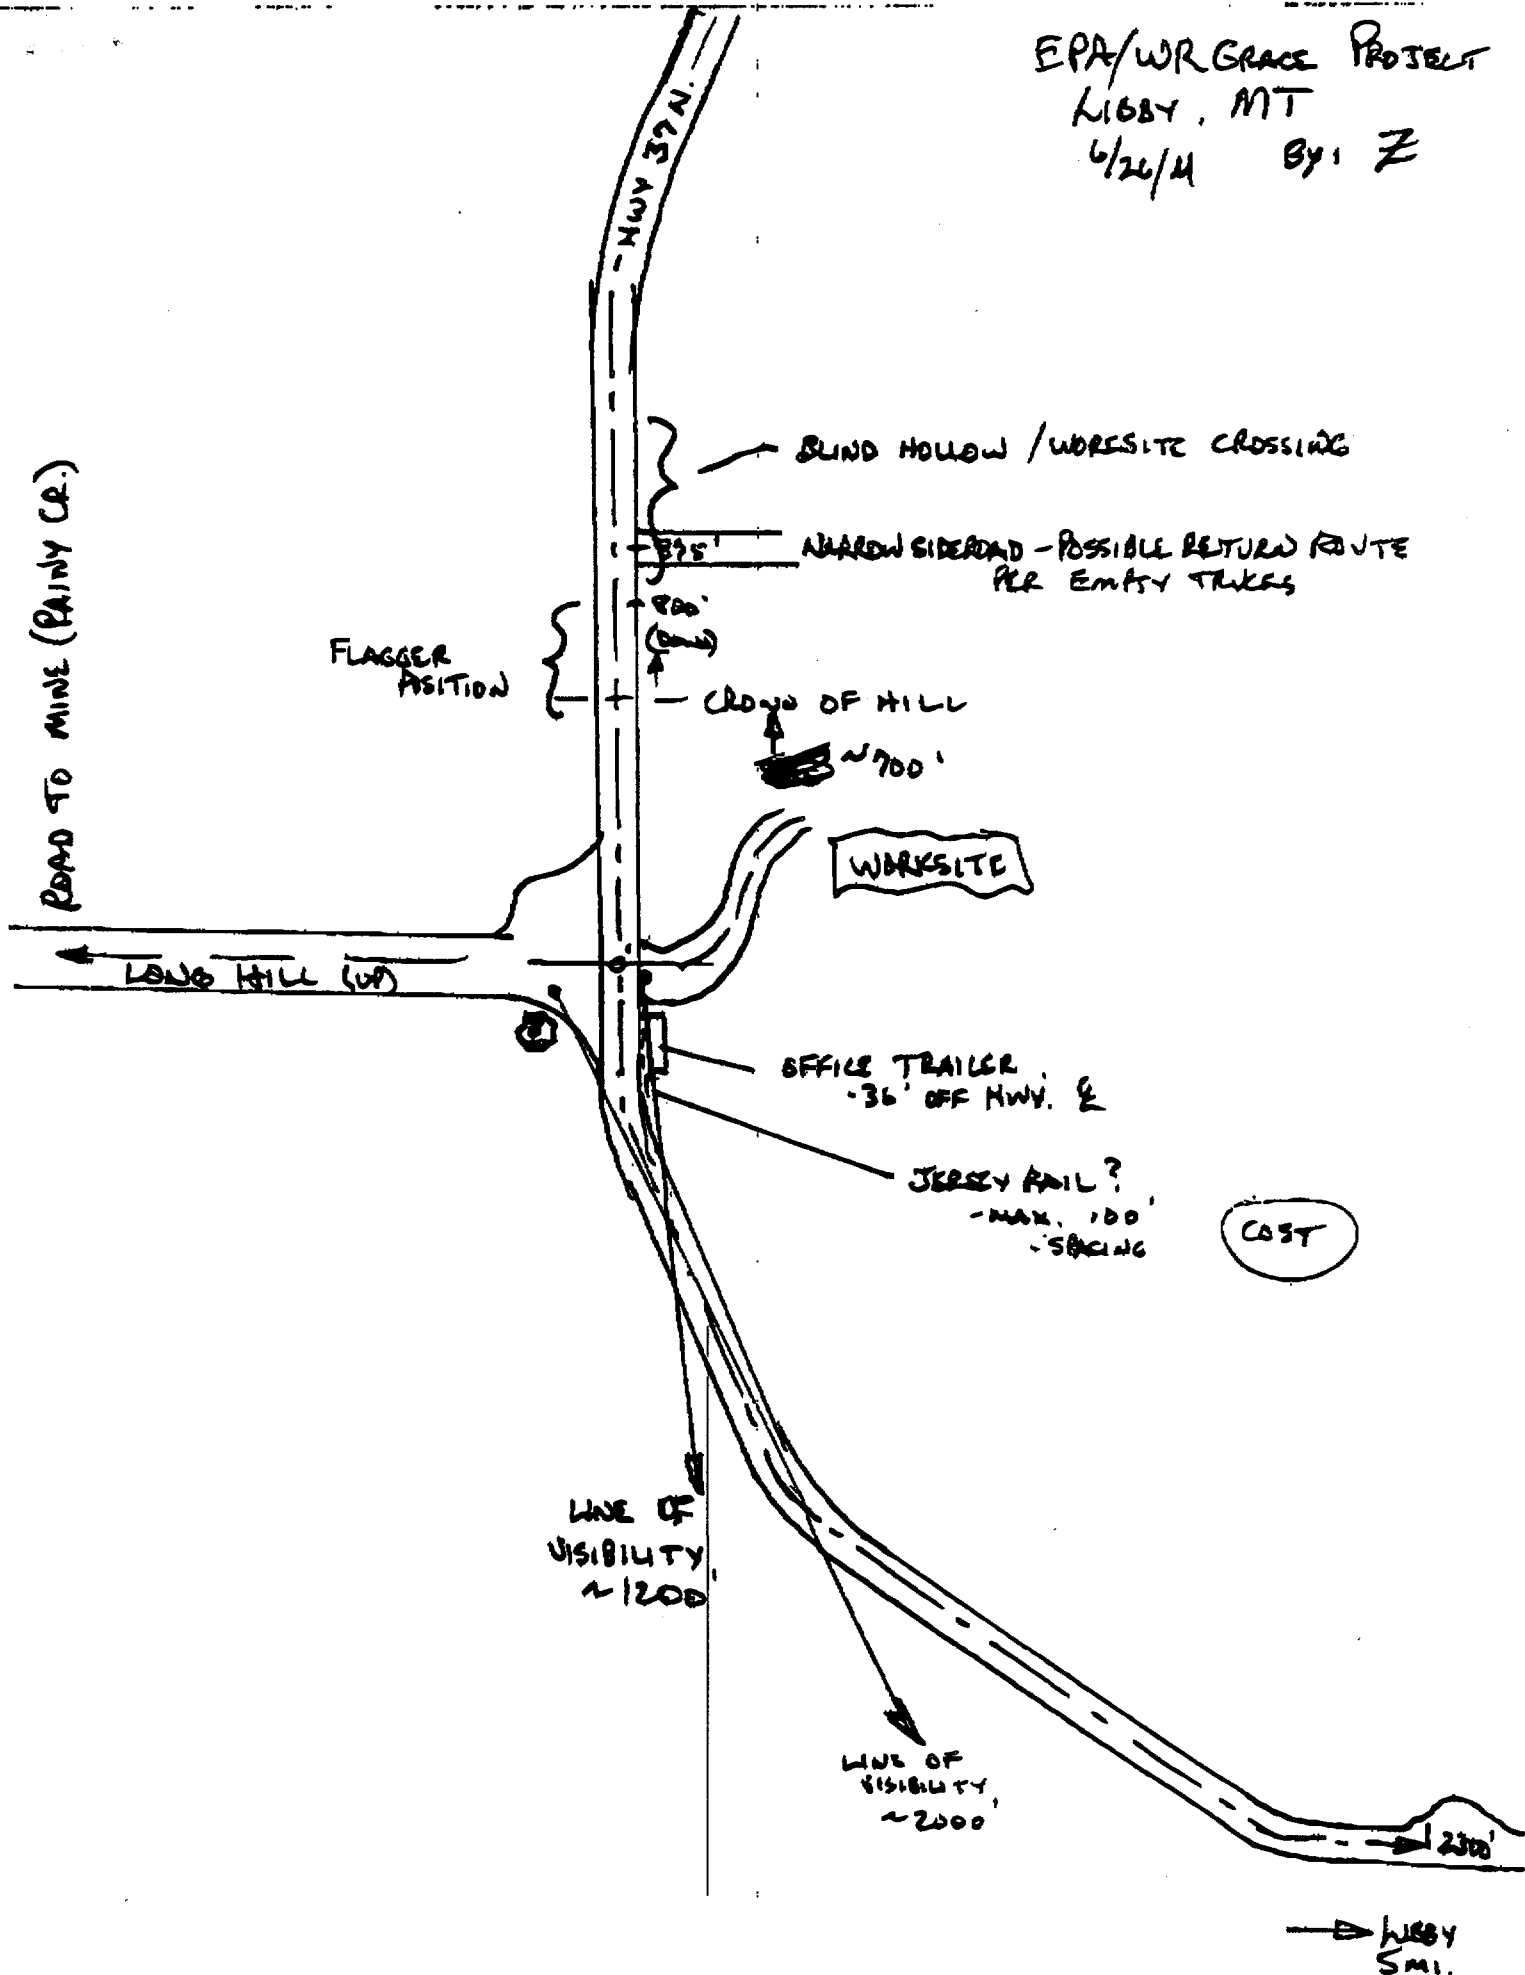 EPA/WR GRACE PROJECT
LIBBY, MT
6/26/11 BY: Z
HWY 37 N.
BLIND HOLLOW / WORKSITE CROSSING
875'
NARROW SIDEROAD - POSSIBLE RETURN ROUTE
PER EMPTY TRUCKS
800'
(DOWN)
FLAGGER
POSITION
CROWN OF HILL
~700'
ROAD TO MINE (RAINY CR.)
WORKSITE
LONG HILL (UP)
OFFICE TRAILER
-36' OFF HWY. ℄
JERSEY RAIL?
-MAX. 100'
-SPACING
COST
LINE OF
VISIBILITY
~1200'
LINE OF
VISIBILITY
~2000'
2300'
LIBBY
5 MI.